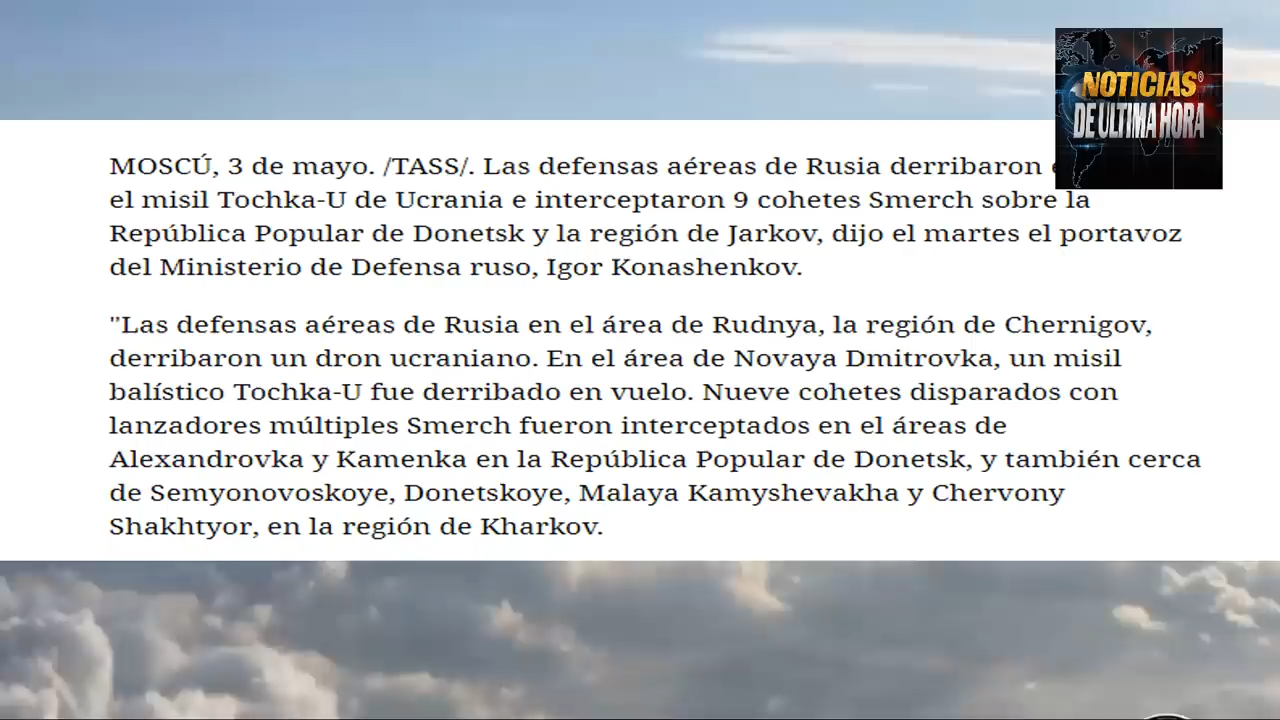 NOTICIAS®
DE ULTIMA HORA
MOSCÚ, 3 de mayo. /TASS/. Las defensas aéreas de Rusia derribaron
el misil Tochka-U de Ucrania e interceptaron 9 cohetes Smerch sobre la
República Popular de Donetsk y la región de Jarkov, dijo el martes el portavoz
del Ministerio de Defensa ruso, Igor Konashenkov.
"Las defensas aéreas de Rusia en el área de Rudnya, la región de Chernigov,
derribaron un dron ucraniano. En el área de Novaya Dmitrovka, un misil
balístico Tochka-U fue derribado en vuelo. Nueve cohetes disparados con
lanzadores múltiples Smerch fueron interceptados en el áreas de
Alexandrovka y Kamenka en la República Popular de Donetsk, y también cerca
de Semyonovoskoye, Donetskoye, Malaya Kamyshevakha y Chervony
Shakhtyor, en la región de Kharkov.